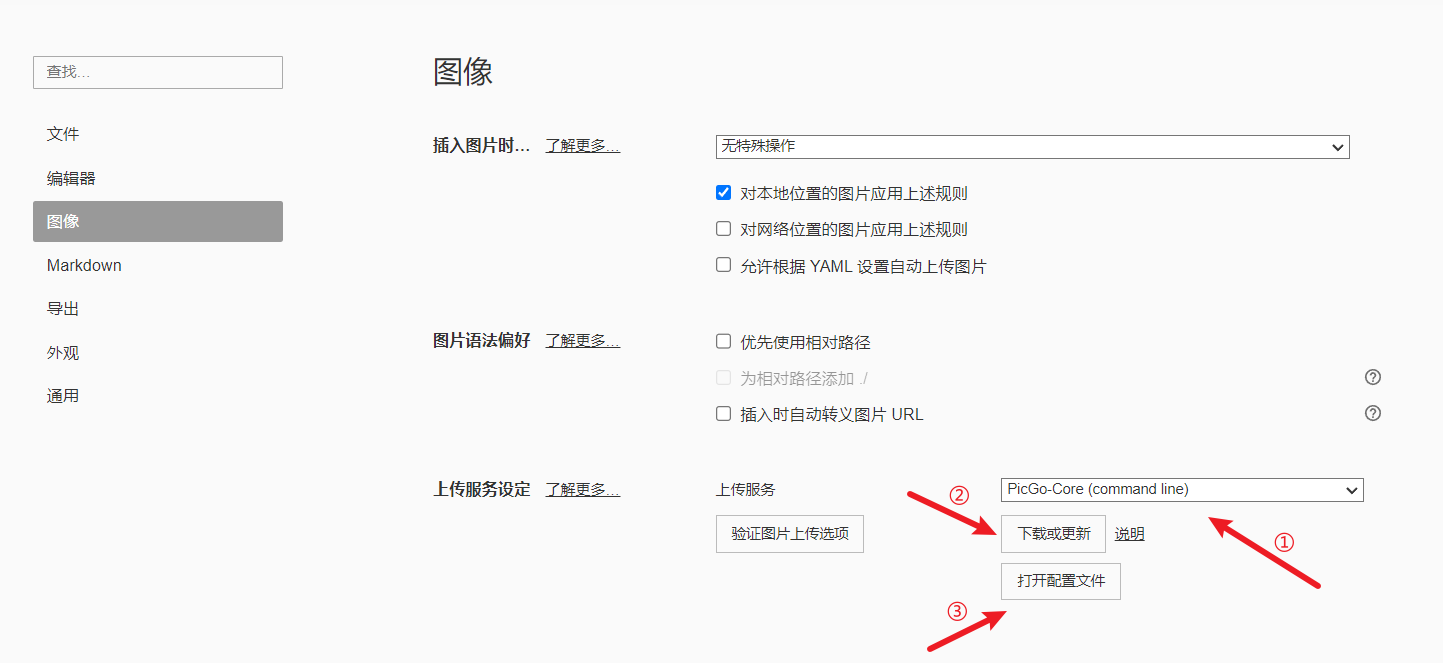 图像
查找...
文件
编辑器
图像
Markdown
导出
外观
通用
插入图片时... 了解更多... 无特殊操作
对本地位置的图片应用上述规则
对网络位置的图片应用上述规则
允许根据 YAML 设置自动上传图片
图片语法偏好 了解更多... 优先使用相对路径
为相对路径添加 ./ ?
插入时自动转义图片 URL ?
上传服务设定 了解更多... 上传服务 ② PicGo-Core (command line)
验证图片上传选项 下载或更新 说明 ①
打开配置文件
③